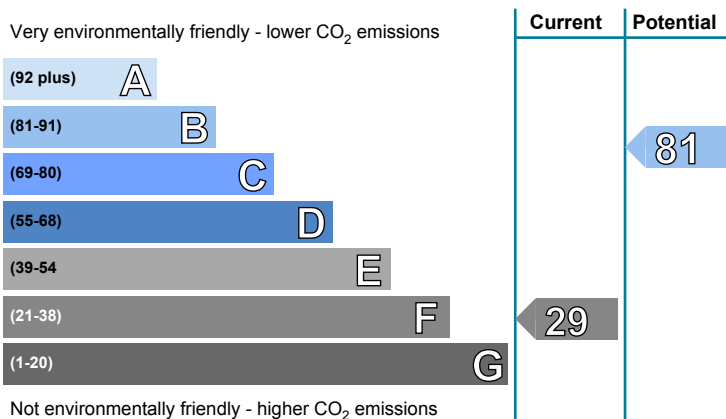 Current Potential
Very environmentally friendly - lower CO2 emissions
(92 plus) A
(81-91) B
81
(69-80) C
(55-68) D
(39-54 E
(21-38) F 29
(1-20) G
Not environmentally friendly - higher CO2 emissions